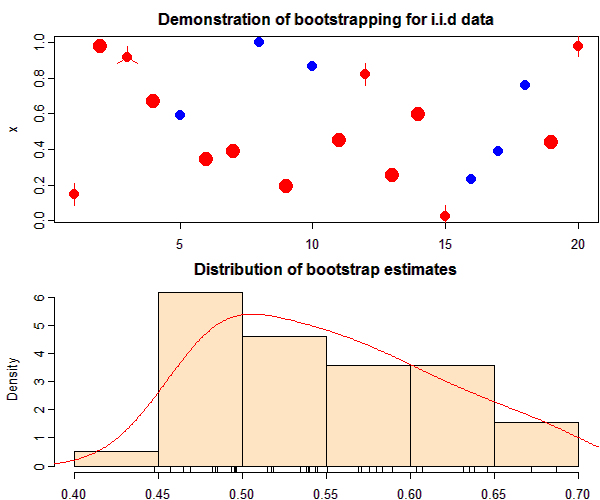 Demonstration of bootstrapping for i.i.d data
x
1.0
0.8
0.6
0.4
0.2
0.0
5 10 15 20
Distribution of bootstrap estimates
Density
6
5
4
3
2
1
0
0.40 0.45 0.50 0.55 0.60 0.65 0.70